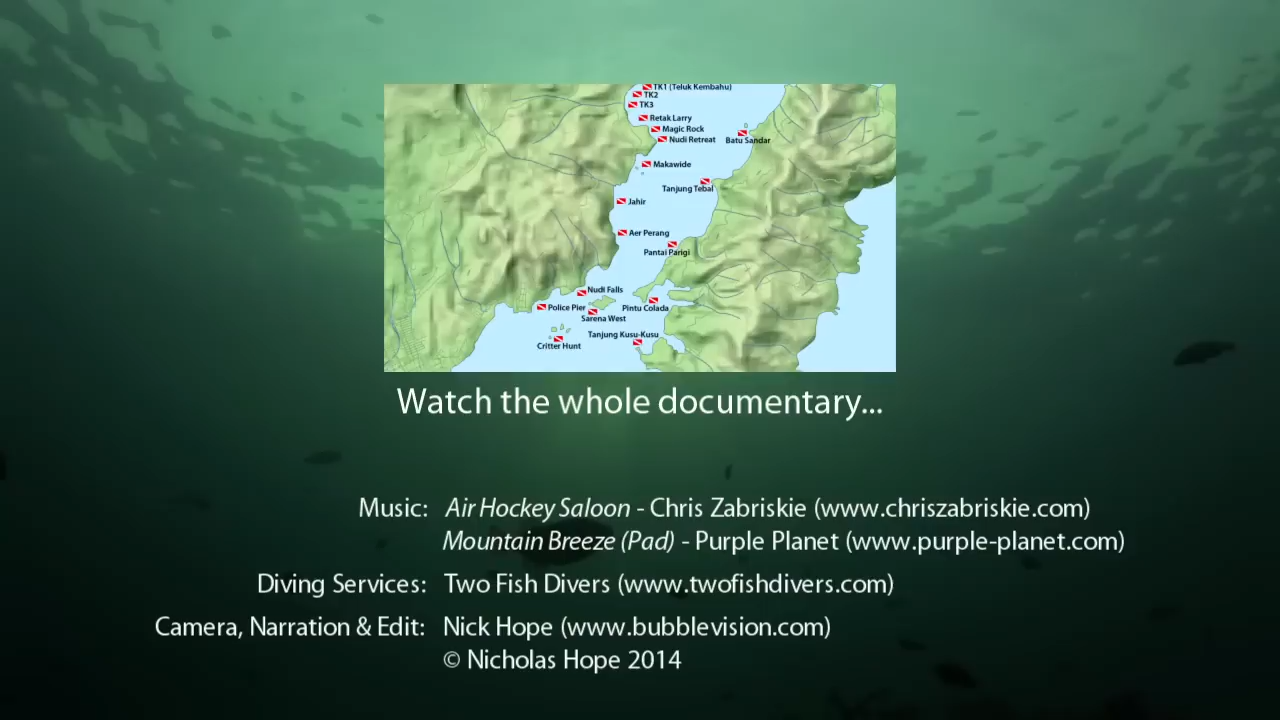 TK1 (Teluk Kembahu)
TK2
TK3
Retak Larry
Magic Rock
Nudi Retreat
Batu Sandar
Makawide
Tanjung Tebal
Jahir
Aer Perang
Pantai Parigi
Nudi Falls
Police Pier
Pintu Colada
Sarena West
Tanjung Kusu-Kusu
Critter Hunt
Watch the whole documentary...
Music: Air Hockey Saloon - Chris Zabriskie (www.chriszabriskie.com)
Mountain Breeze (Pad) - Purple Planet (www.purple-planet.com)
Diving Services: Two Fish Divers (www.twofishdivers.com)
Camera, Narration & Edit: Nick Hope (www.bubblevision.com)
© Nicholas Hope 2014